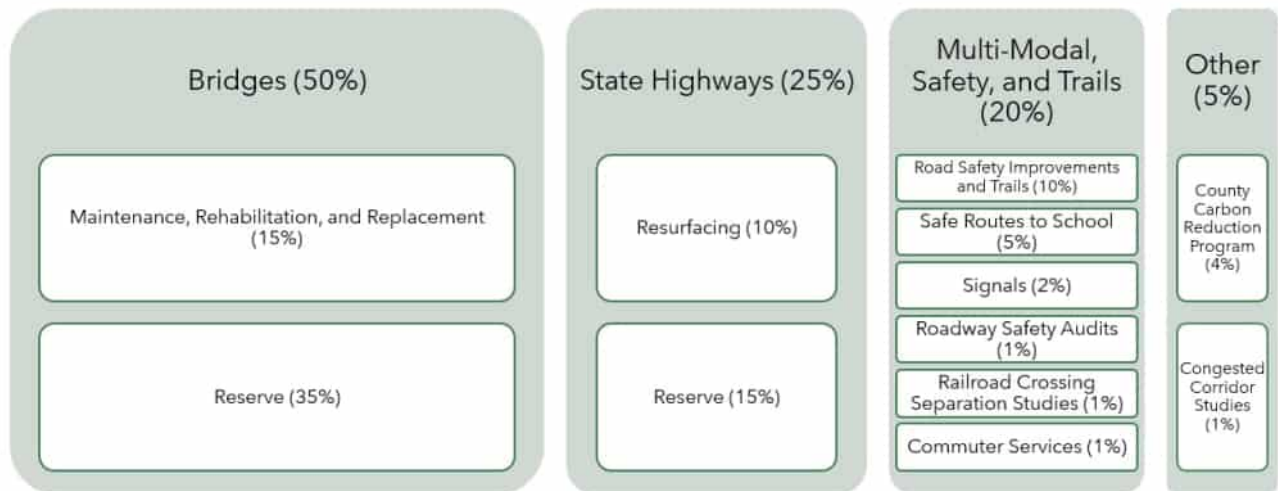 Bridges (50%)
Maintenance, Rehabilitation, and Replacement
(15%)
Reserve (35%)
State Highways (25%)
Resurfacing (10%)
Reserve (15%)
Multi-Modal,
Safety, and Trails
(20%)
Road Safety Improvements
and Trails (10%)
Safe Routes to School
(5%)
Signals (2%)
Roadway Safety Audits
(1%)
Railroad Crossing
Separation Studies (1%)
Commuter Services (1%)
Other
(5%)
County
Carbon
Reduction
Program
(4%)
Congested
Corridor
Studies
(1%)